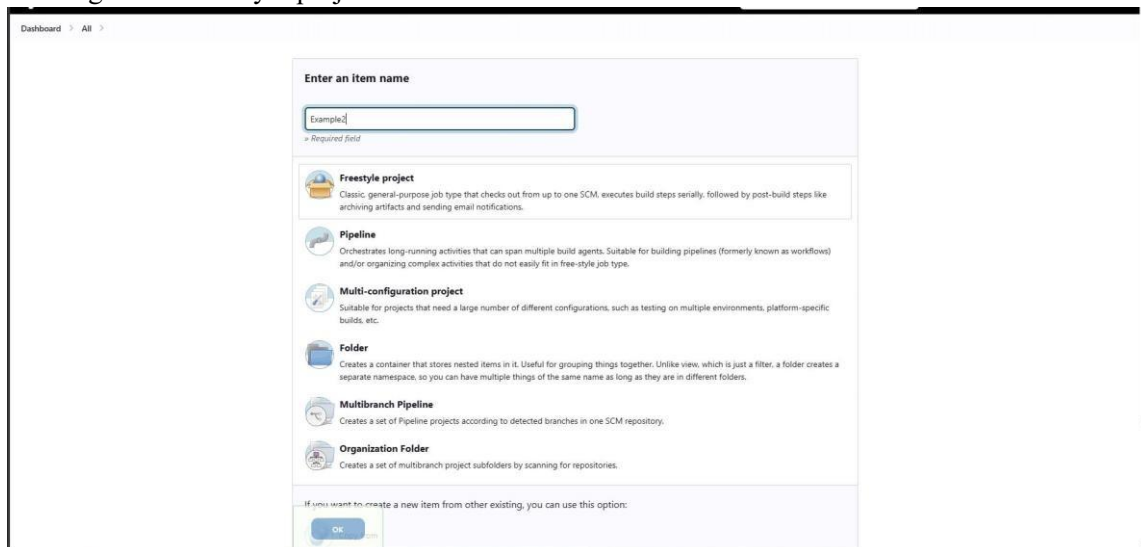 Dashboard > All >
Enter an item name
Example2
» Required field
Freestyle project
Classic, general-purpose job type that checks out from up to one SCM, executes build steps serially, followed by post-build steps like
archiving artifacts and sending email notifications.
Pipeline
Orchestrates long-running activities that can span multiple build agents. Suitable for building pipelines (formerly known as workflows)
and/or organizing complex activities that do not easily fit in free-style job type.
Multi-configuration project
Suitable for projects that need a large number of different configurations, such as testing on multiple environments, platform-specific
builds, etc.
Folder
Creates a container that stores nested items in it. Useful for grouping things together. Unlike view, which is just a filter, a folder creates a
separate namespace, so you can have multiple things of the same name as long as they are in different folders.
Multibranch Pipeline
Creates a set of Pipeline projects according to detected branches in one SCM repository.
Organization Folder
Creates a set of multibranch project subfolders by scanning for repositories.
If you want to create a new item from other existing, you can use this option:
OK